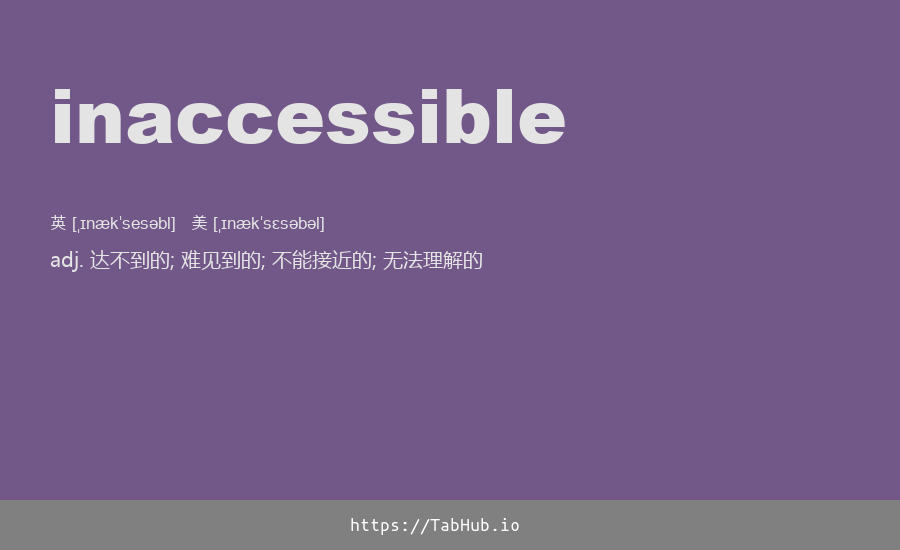 inaccessible
英 [ˌɪnækˈsesəbl] 美 [ˌɪnækˈsɛsəbəl]
adj. 达不到的; 难见到的; 不能接近的; 无法理解的
https://TabHub.io